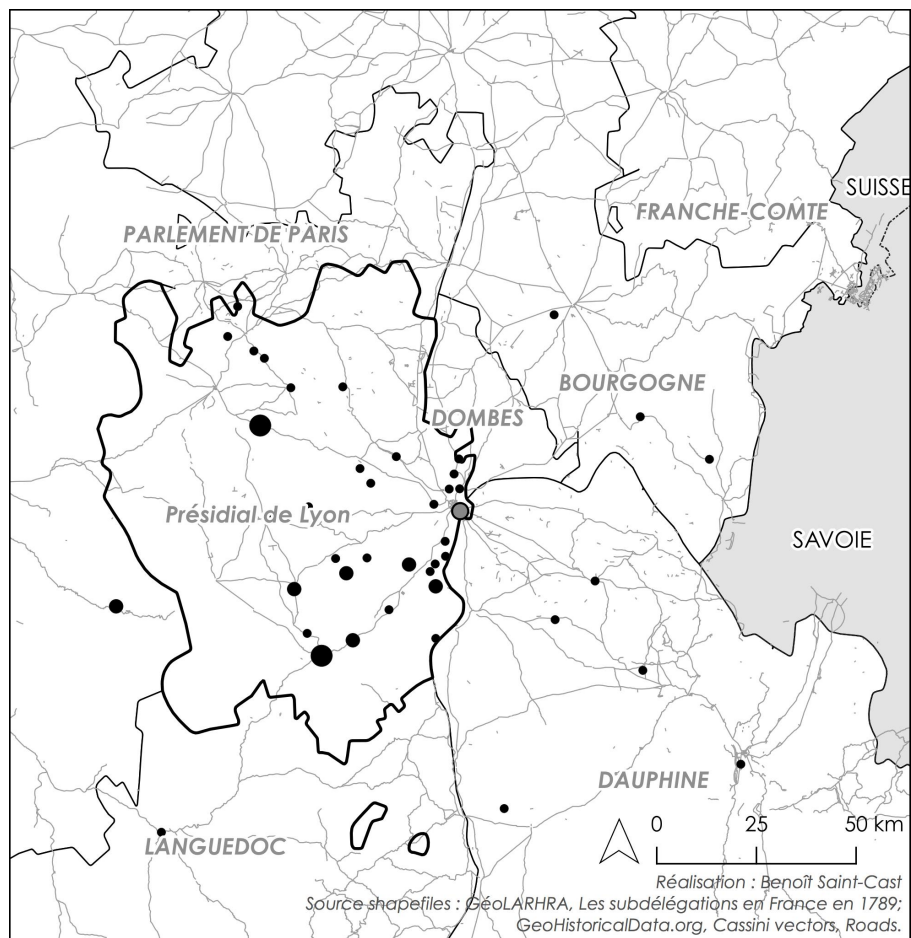 SUISSE
FRANCHE-COMTE
PARLEMENT DE PARIS
BOURGOGNE
DOMBES
Présidial de Lyon
SAVOIE
DAUPHINE
0 25 50 km
LANGUEDOC
Réalisation : Benoît Saint-Cast
Source shapefiles : GéoLARHRA, Les subdélégations en France en 1789;
GeoHistoricalData.org, Cassini vectors, Roads.